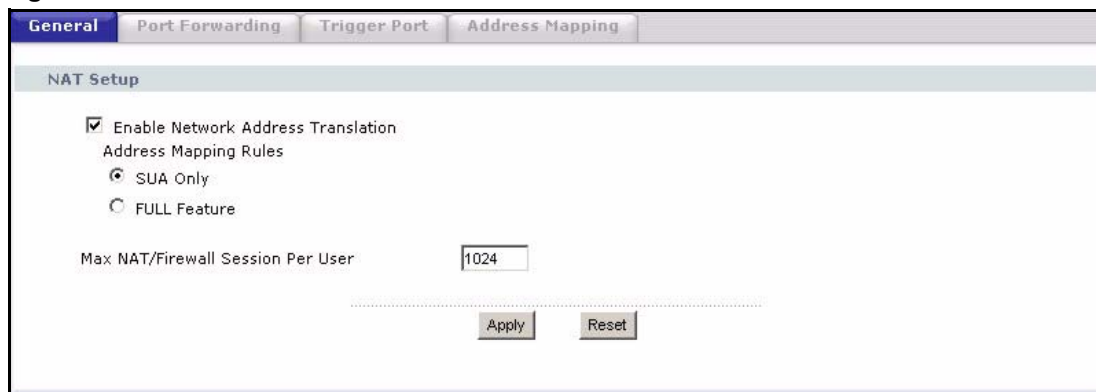 General Port Forwarding Trigger Port Address Mapping
NAT Setup
Enable Network Address Translation
Address Mapping Rules
SUA Only
FULL Feature
Max NAT/Firewall Session Per User 1024
Apply Reset